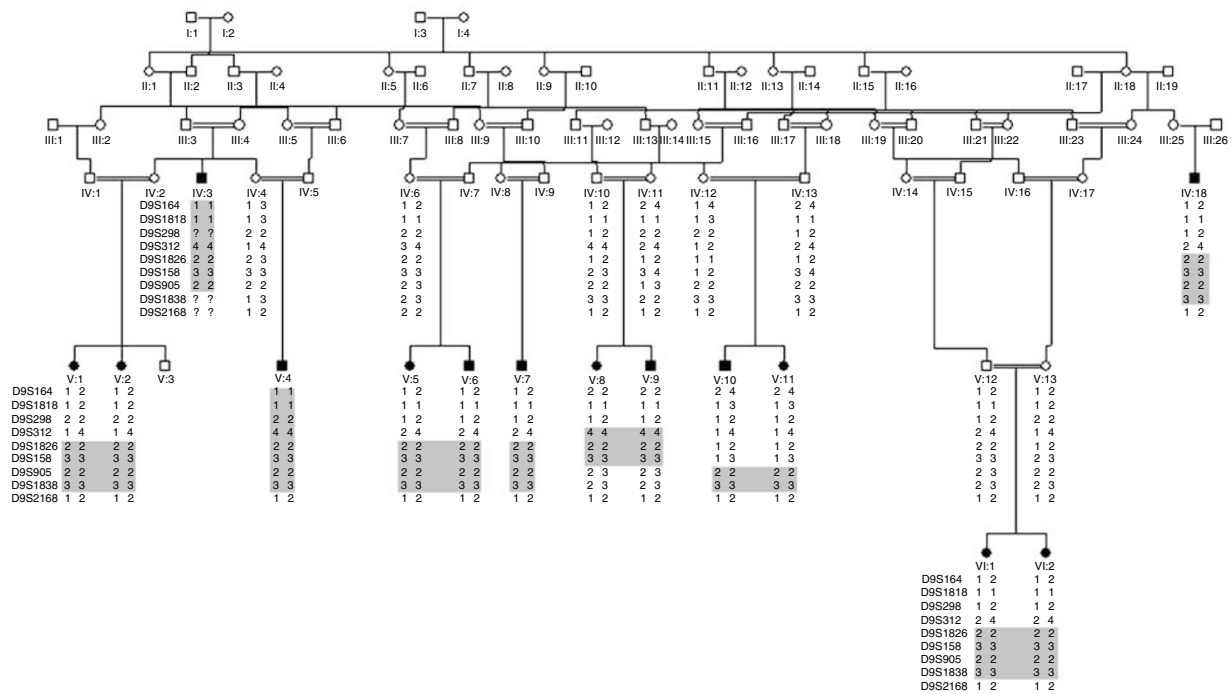 I:1 I:2 I:3 I:4
II:1 II:2 II:3 II:4 II:5 II:6 II:7 II:8 II:9 II:10 II:11 II:12 II:13 II:14 II:15 II:16 II:17 II:18 II:19
III:1 III:2 III:3 III:4 III:5 III:6 III:7 III:8 III:9 III:10 III:11 III:12 III:13 III:14 III:15 III:16 III:17 III:18 III:19 III:20 III:21 III:22 III:23 III:24 III:25 III:26
IV:1 IV:2 IV:3 IV:4 IV:5 IV:6 IV:7 IV:8 IV:9 IV:10 IV:11 IV:12 IV:13 IV:14 IV:15 IV:16 IV:17 IV:18
D9S164 1 1 1 3 1 2 1 2 2 4 1 4 2 4 1 2
D9S1818 1 1 1 1 1 1 1 1 1 1 1 1 1 1 1 1
D9S298 ? ? 2 2 1 2 1 2 2 2 2 2 1 2 1 2
D9S312 4 4 1 4 3 4 4 4 2 4 1 2 2 4 2 4
D9S1826 2 2 2 3 1 2 1 2 1 2 1 1 1 2 2 2
D9S158 3 3 3 3 3 3 2 3 3 4 1 3 3 4 3 3
D9S905 2 2 2 2 2 2 1 2 2 3 1 2 1 2 2 2
D9S1838 ? ? 1 3 2 3 3 3 2 2 3 3 3 3 3 3
D9S2168 ? ? 1 2 2 2 1 2 1 2 1 2 1 2 1 2
V:1 V:2 V:3 V:4 V:5 V:6 V:7 V:8 V:9 V:10 V:11 V:12 V:13
D9S164 1 2 1 2 1 1 1 2 1 2 1 2 2 2 2 2 2 4 2 4 1 2 1 2
D9S1818 1 2 1 2 1 1 1 1 1 1 1 1 1 1 1 1 1 3 1 3 1 1 1 2
D9S298 2 2 2 2 2 2 1 2 1 2 1 2 1 2 1 2 1 2 1 2 1 2 2 2
D9S312 1 4 1 4 4 4 2 4 2 4 2 4 4 4 4 4 1 4 1 4 2 4 1 4
D9S1826 2 2 2 2 2 2 2 2 2 2 2 2 2 2 2 2 1 2 1 2 2 2 1 2
D9S158 3 3 3 3 3 3 3 3 3 3 3 3 3 3 3 3 1 3 1 3 2 3 2 3
D9S905 2 2 2 2 2 2 2 2 2 2 2 2 2 3 2 3 2 2 2 2 2 2 2 2
D9S1838 3 3 3 3 3 3 3 3 3 3 3 3 2 3 2 3 3 3 3 3 2 3 2 3
D9S2168 1 2 1 2 1 2 1 2 1 2 1 2 1 2 1 2 1 2 1 2 1 2 1 2
VI:1 VI:2
D9S164 1 2 1 2
D9S1818 1 1 1 1
D9S298 1 2 1 2
D9S312 2 4 2 4
D9S1826 2 2 2 2
D9S158 3 3 3 3
D9S905 2 2 2 2
D9S1838 3 3 3 3
D9S2168 1 2 1 2